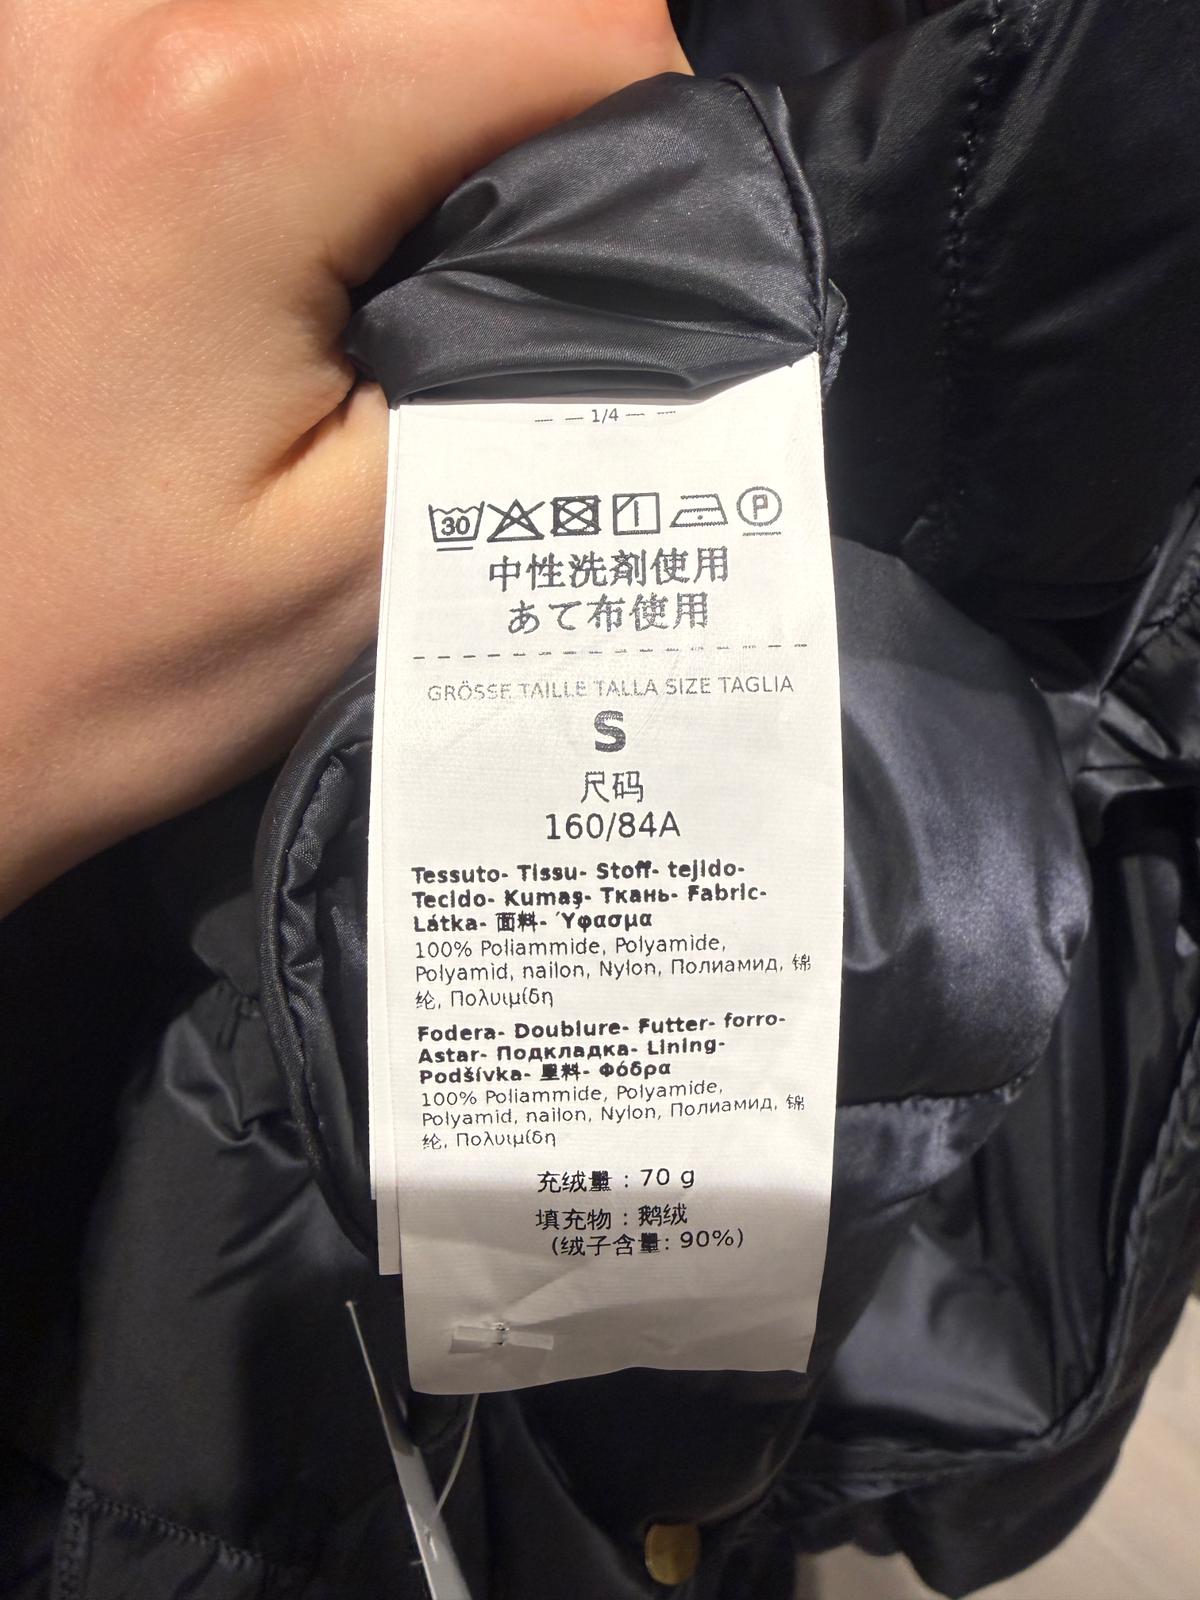 1/4
30 P
中性洗剤使用
あて布使用
GRÖSSE TAILLE TALLA SIZE TAGLIA
S
尺码
160/84A
Tessuto- Tissu- Stoff- tejido-
Tecido- Kumaş- Ткань- Fabric-
Látka- 面料- Ύφασμα
100% Poliammide, Polyamide,
Polyamid, nailon, Nylon, Полиамид, 锦
纶, Πολυιμίδη
Fodera- Doublure- Futter- forro-
Astar- Подкладка- Lining-
Podšívka- 里料- Φόδρα
100% Poliammide, Polyamide,
Polyamid, nailon, Nylon, Полиамид, 锦
纶, Πολυιμίδη
充绒量 : 70 g
填充物 : 鹅绒
(绒子含量: 90%)